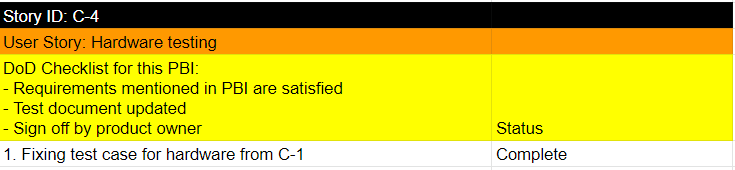 Story ID: C-4
User Story: Hardware testing
DoD Checklist for this PBI:
- Requirements mentioned in PBI are satisfied
- Test document updated
- Sign off by product owner
Status
1. Fixing test case for hardware from C-1
Complete